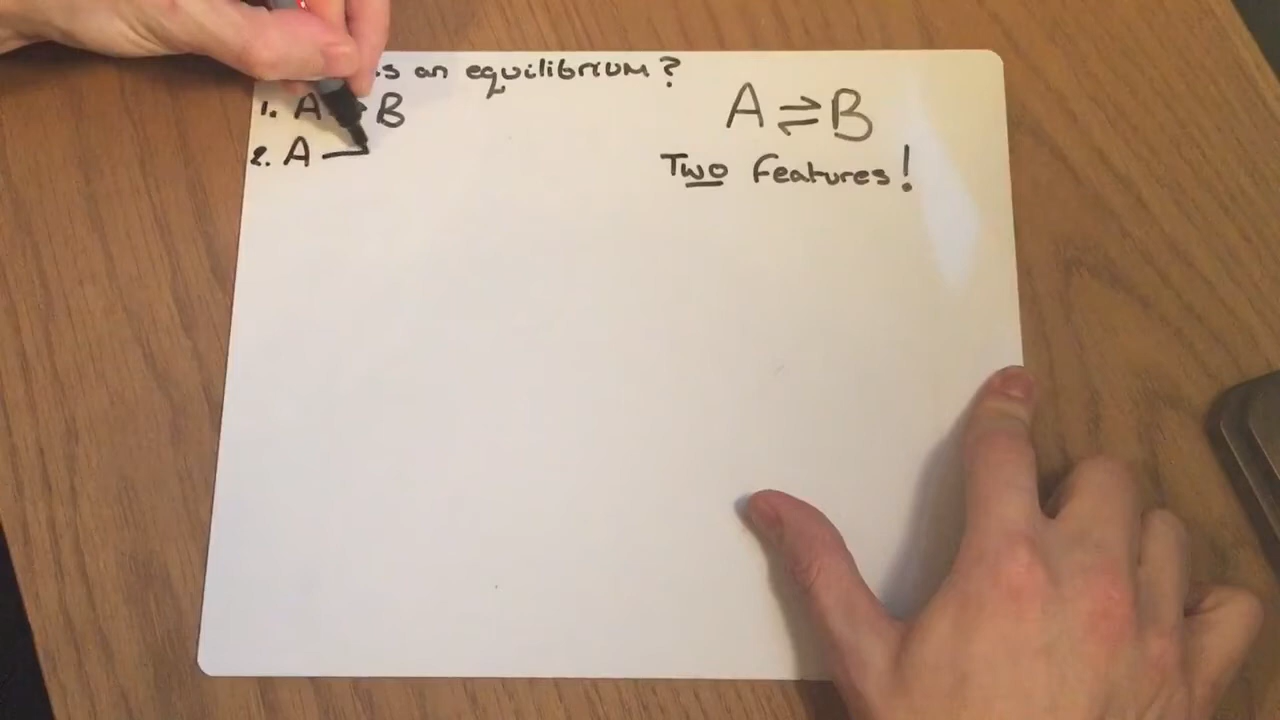 s an equilibrium?
1. A B
2. A
A ⇌ B
Two features!